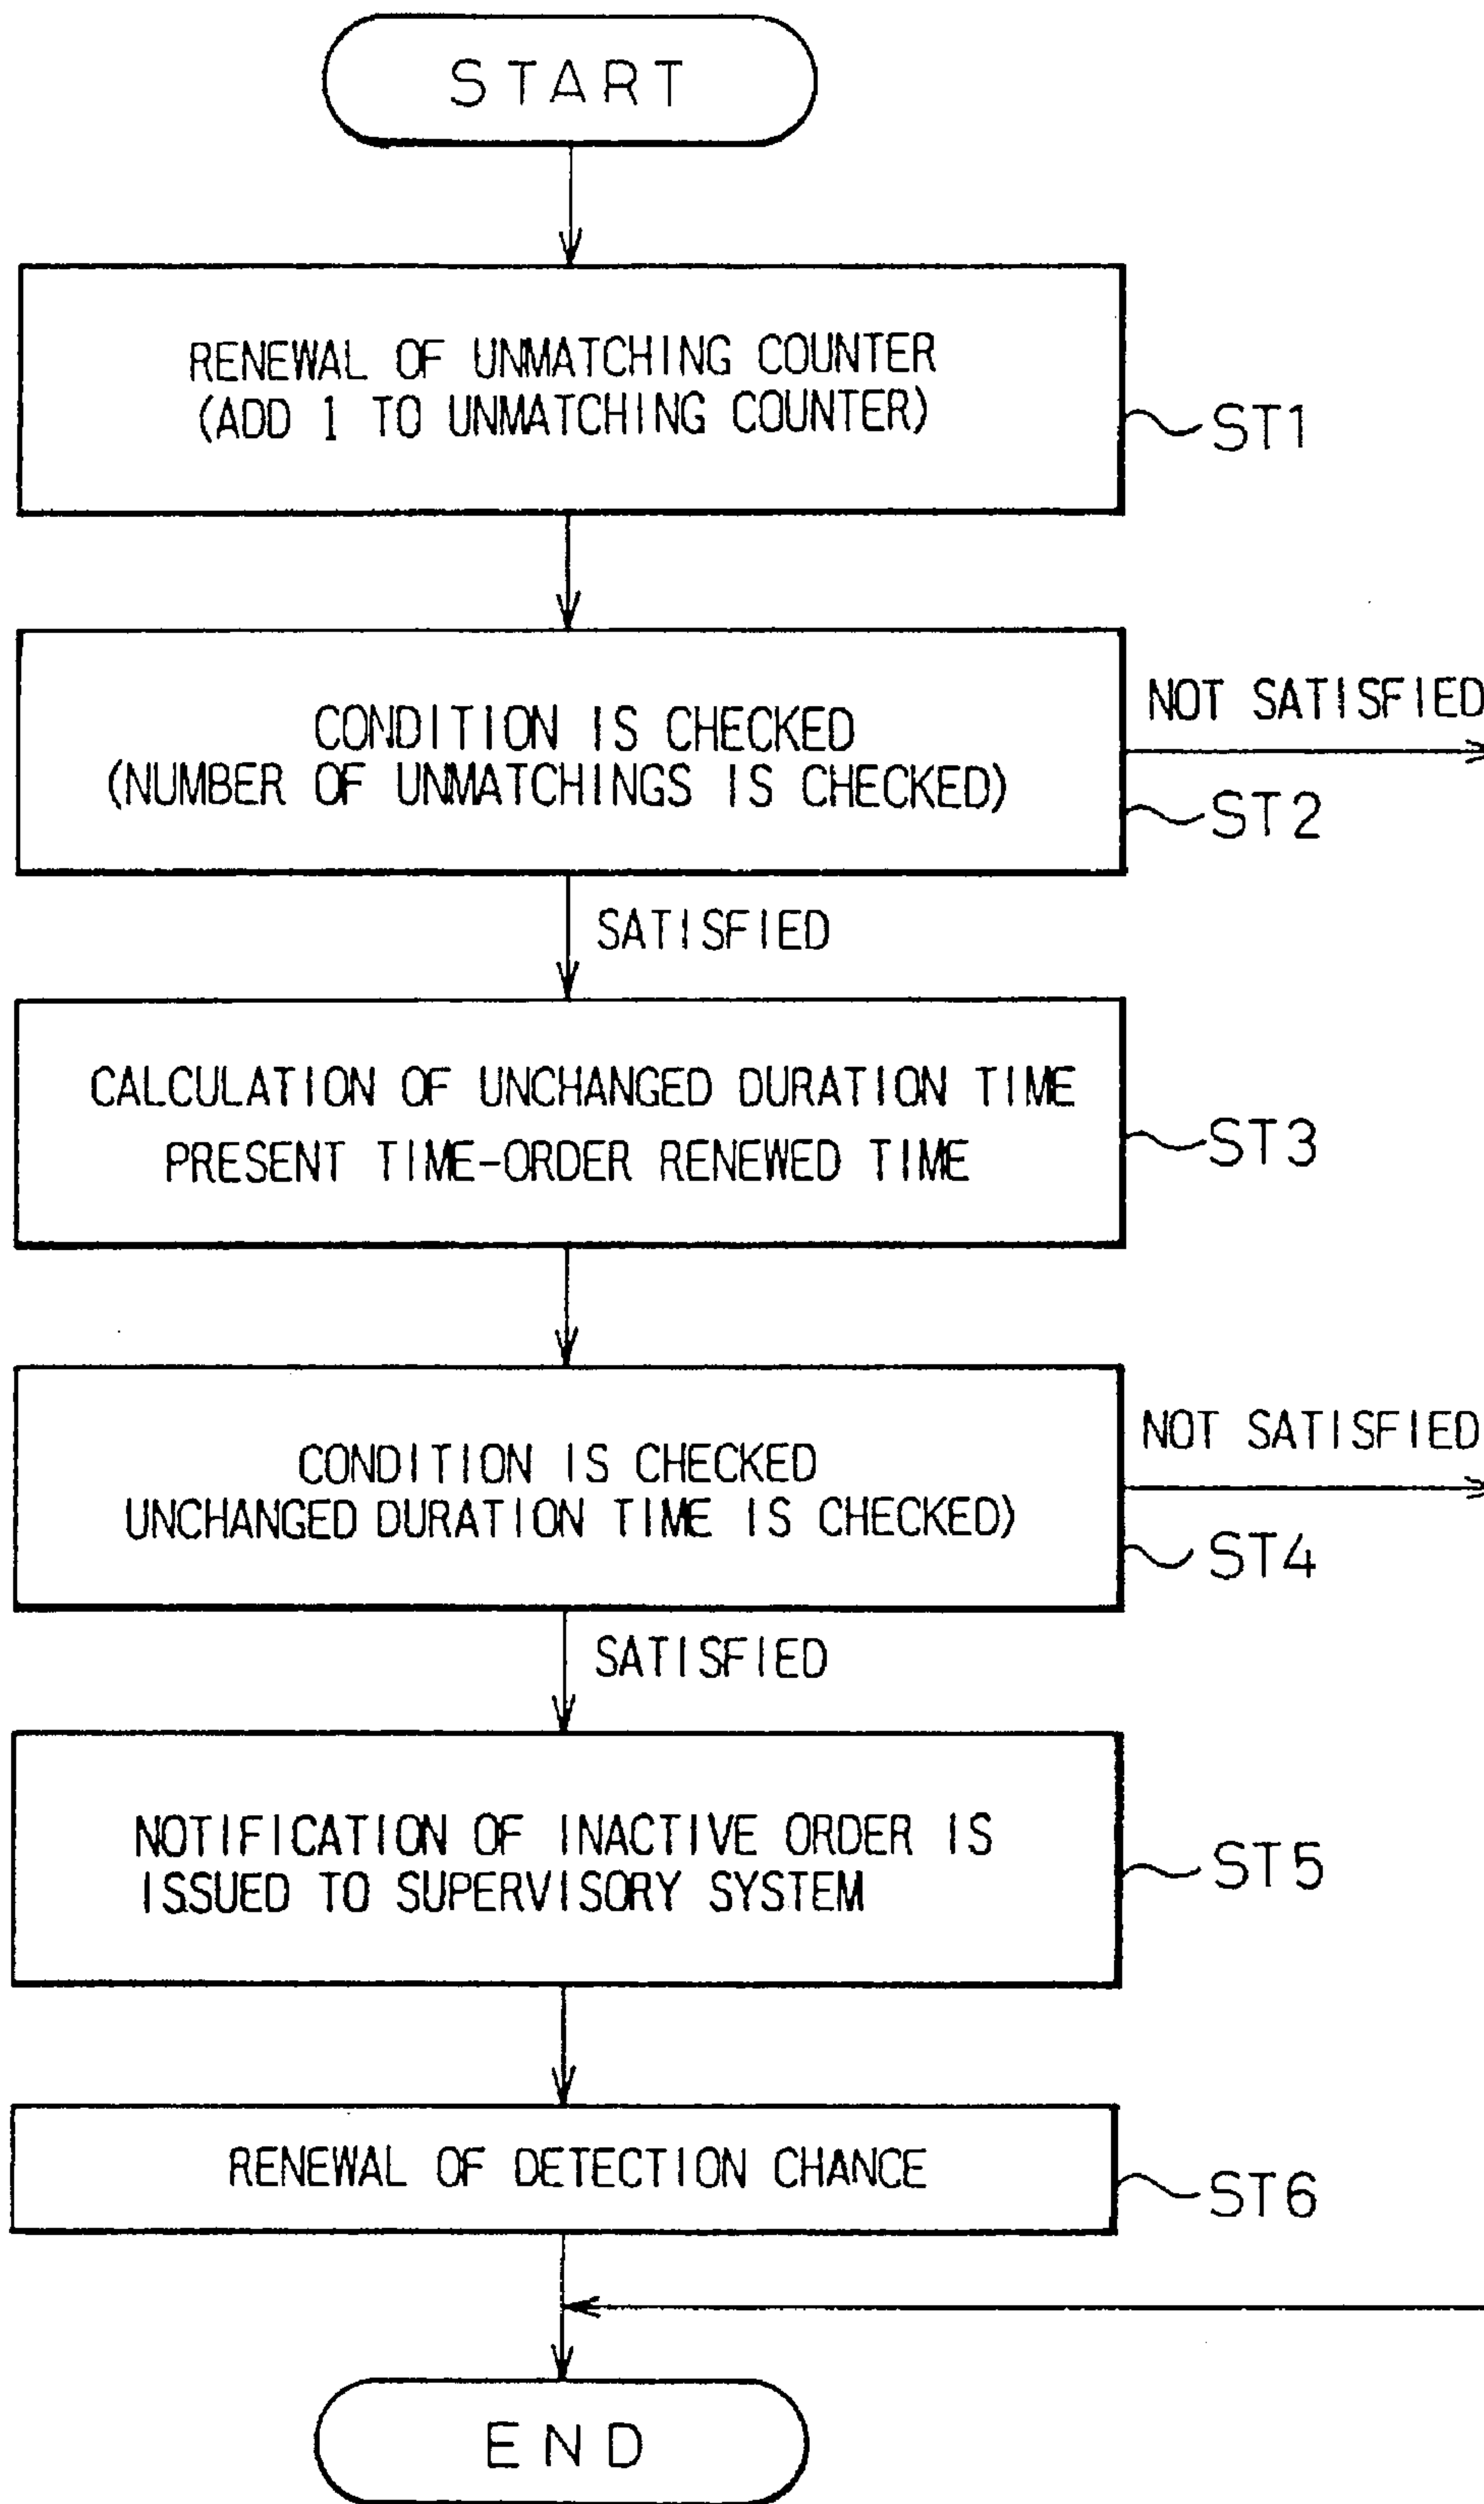 START
RENEWAL OF UNMATCHING COUNTER
(ADD 1 TO UNMATCHING COUNTER)
ST1
CONDITION IS CHECKED
(NUMBER OF UNMATCHINGS IS CHECKED)
NOT SATISFIED
ST2
SATISFIED
CALCULATION OF UNCHANGED DURATION TIME
PRESENT TIME-ORDER RENEWED TIME
ST3
CONDITION IS CHECKED
UNCHANGED DURATION TIME IS CHECKED)
NOT SATISFIED
ST4
SATISFIED
NOTIFICATION OF INACTIVE ORDER IS
ISSUED TO SUPERVISORY SYSTEM
ST5
RENEWAL OF DETECTION CHANCE
ST6
END